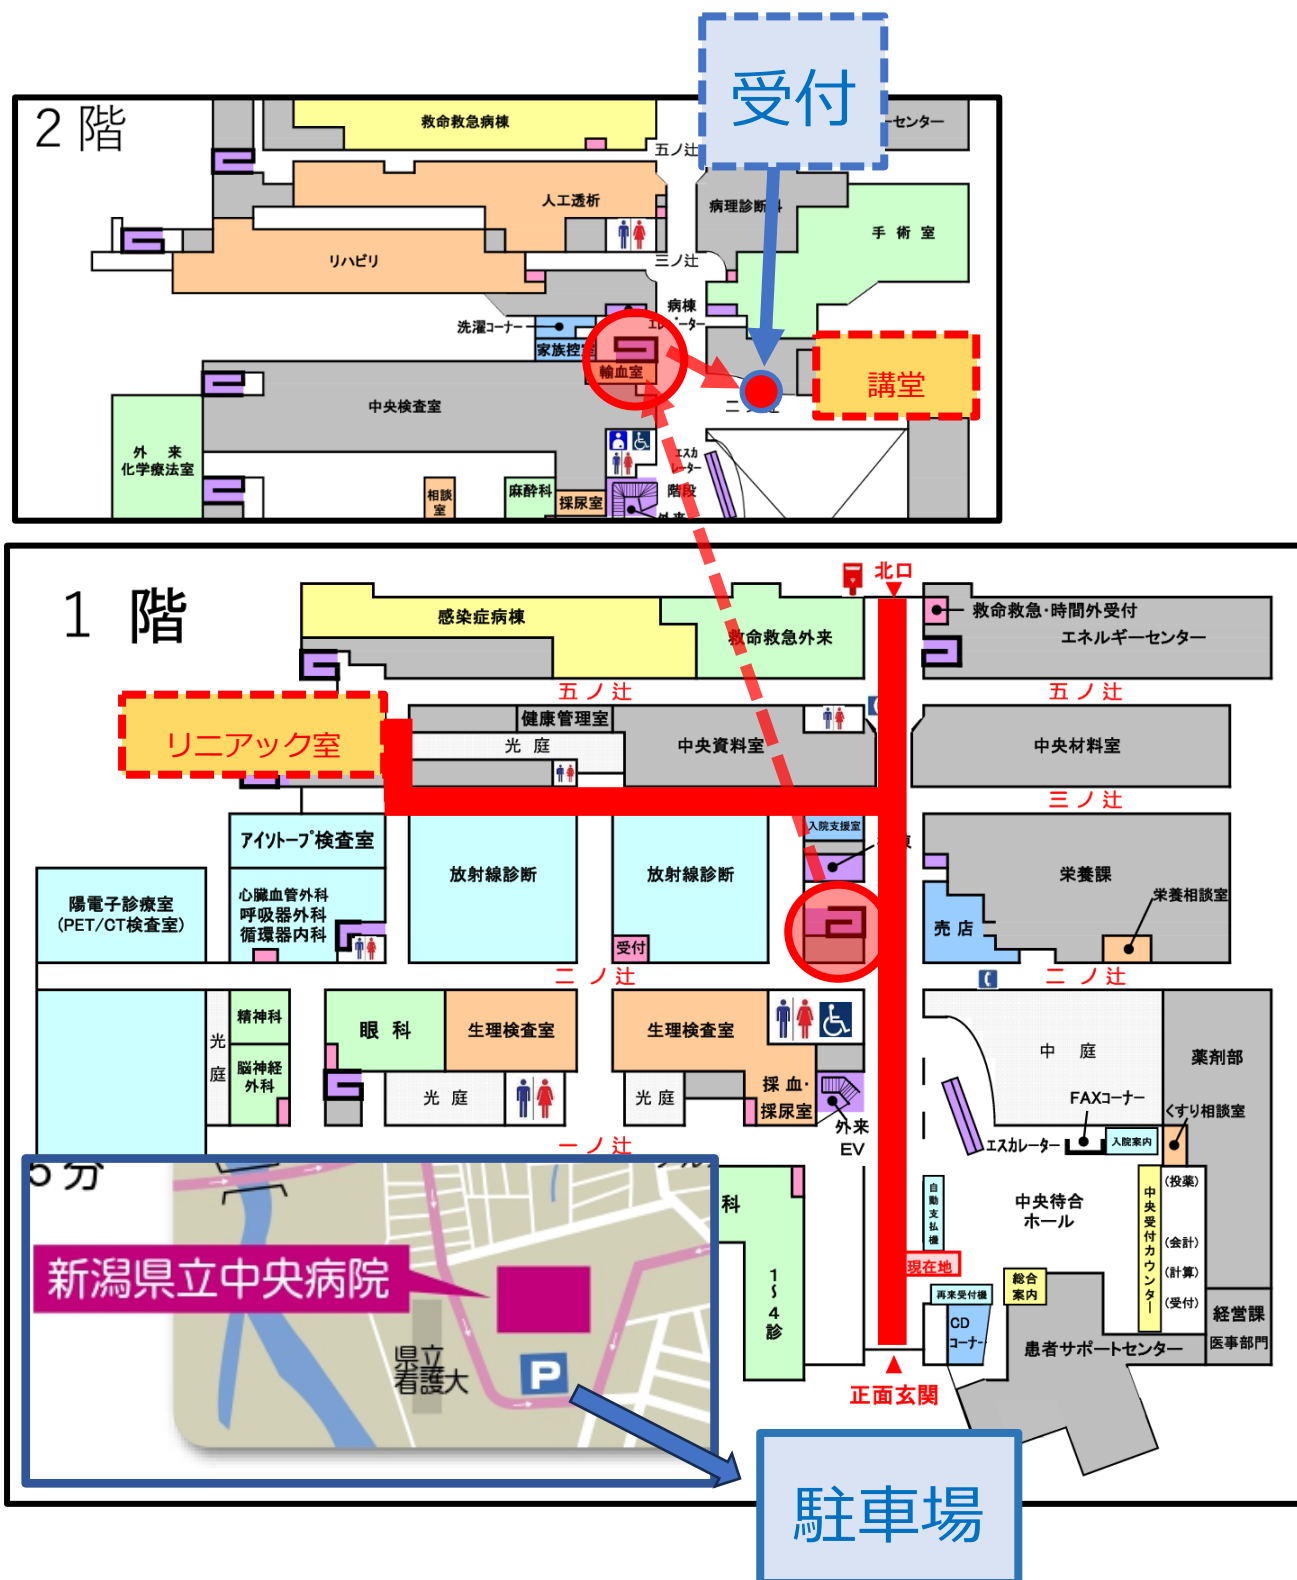 受付
2 階
救命救急病棟
ーセンター
五ノ辻
人工透析
病理診断科
手 術 室
リハビリ
三ノ辻
病棟
エレベーター
洗濯コーナー
家族控室
輸血室
講堂
二ノ辻
中央検査室
外 来
化学療法室
エスカ
レーター
相談
室
麻酔科
採尿室
階段
外来
1 階
北口
感染症病棟
救命救急外来
救命救急・時間外受付
エネルギーセンター
五 ノ 辻
五 ノ 辻
リニアック室
健康管理室
光 庭
中央資料室
中央材料室
三 ノ 辻
アイソトープ検査室
放射線診断
放射線診断
入院支援室
栄養課
陽電子診療室
(PET/CT検査室)
心臓血管外科
呼吸器外科
循環器内科
受付
売 店
栄養相談室
二 ノ 辻
二 ノ 辻
光
庭
精神科
脳神経
外科
眼 科
生理検査室
生理検査室
中 庭
薬剤部
光 庭
光 庭
採 血・
採尿室
外来
EV
エスカレーター
FAXコーナー
入院案内
くすり相談室
一 ノ 辻
5分
新潟県立中央病院
県立
看護大
P
科
1～4診
自動支払機
中央待合
ホール
中央受付カウンター
(投薬)
(会計)
(計算)
(受付)
現在地
再来受付機
総合
案内
CD
コーナー
患者サポートセンター
経営課
医事部門
正面玄関
駐車場